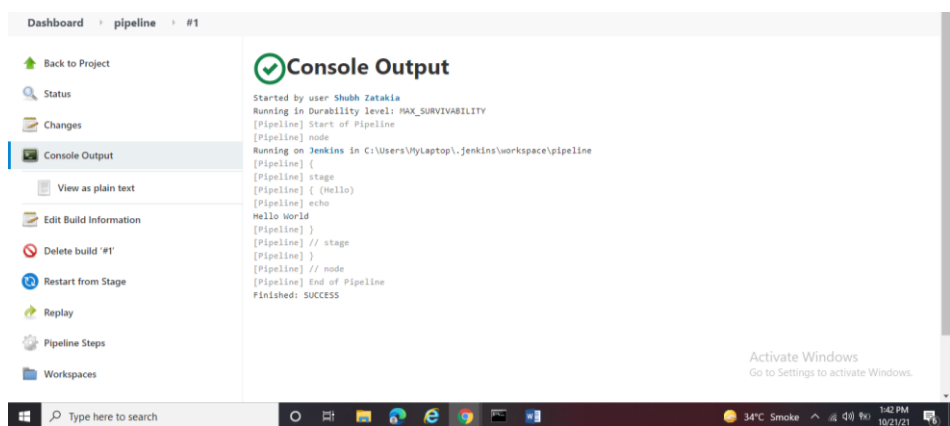 Dashboard › pipeline › #1
Back to Project
Status
Changes
Console Output
View as plain text
Edit Build Information
Delete build '#1'
Restart from Stage
Replay
Pipeline Steps
Workspaces
Console Output
Started by user Shubh Zatakia
Running in Durability level: MAX_SURVIVABILITY
[Pipeline] Start of Pipeline
[Pipeline] node
Running on Jenkins in C:\Users\MyLaptop\.jenkins\workspace\pipeline
[Pipeline] {
[Pipeline] stage
[Pipeline] { (Hello)
[Pipeline] echo
Hello World
[Pipeline] }
[Pipeline] // stage
[Pipeline] }
[Pipeline] // node
[Pipeline] End of Pipeline
Finished: SUCCESS
Activate Windows
Go to Settings to activate Windows.
Type here to search
34°C Smoke
1:42 PM
10/21/21